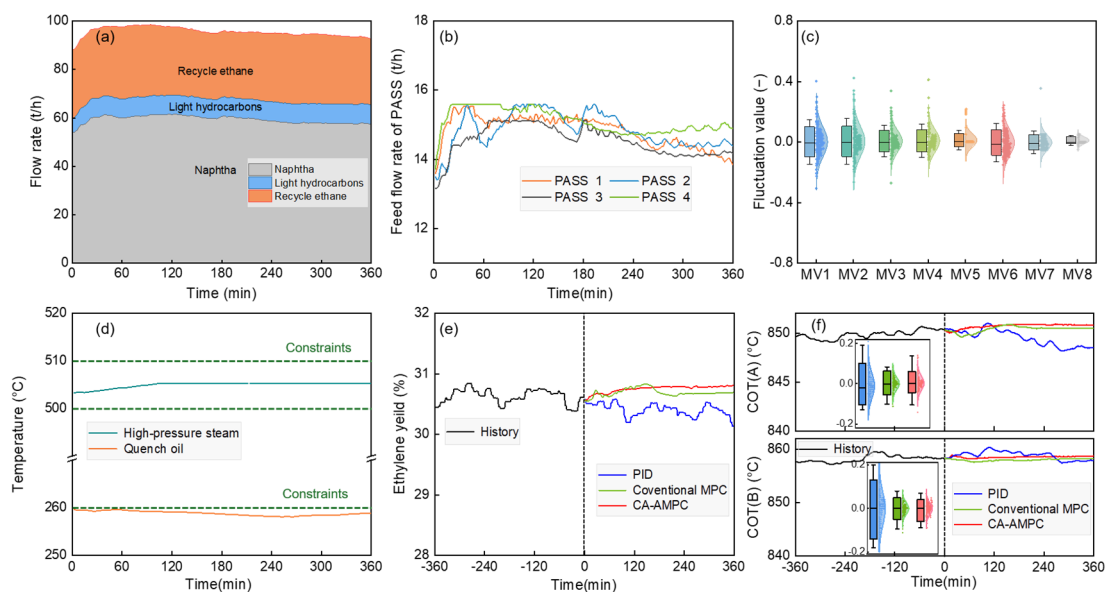 (a)
100
80
60
40
20
0
Flow rate (t/h)
Recycle ethane
Light hydrocarbons
Naphtha
Naphtha
Light hydrocarbons
Recycle ethane
0 60 120 180 240 300 360
Time (min)
(b)
18
16
14
12
11
Feed flow rate of PASS (t/h)
PASS 1
PASS 2
PASS 3
PASS 4
0 60 120 180 240 300 360
Time(min)
(c)
0.8
0.4
0.0
-0.4
-0.8
Fluctuation value (−)
MV1 MV2 MV3 MV4 MV5 MV6 MV7 MV8
(d)
520
510
500
260
250
Temperature (°C)
Constraints
High-pressure steam
Quench oil
Constraints
0 60 120 180 240 300 360
Time(min)
(e)
32
31
30
29
28
Ethylene yeild (%)
History
PID
Coventional MPC
CA-AMPC
-360 -240 -120 0 120 240 360
Time(min)
(f)
850
845
840
COT(A) (°C)
0.2
0.0
-0.2
860
850
840
COT(B) (°C)
History
0.2
0.0
-0.2
PID
Conventional MPC
CA-AMPC
-360 -240 -120 0 120 240 360
Time(min)